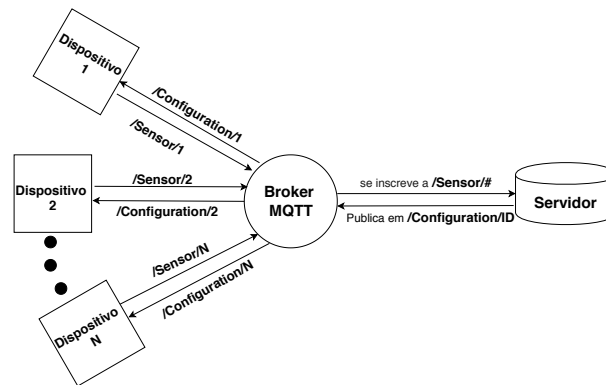 Dispositivo
1
/Configuration/1
/Sensor/1
Dispositivo
2
/Sensor/2
/Configuration/2
Broker
MQTT
se inscreve a /Sensor/#
Publica em /Configuration/ID
Servidor
/Sensor/N
/Configuration/N
Dispositivo
N